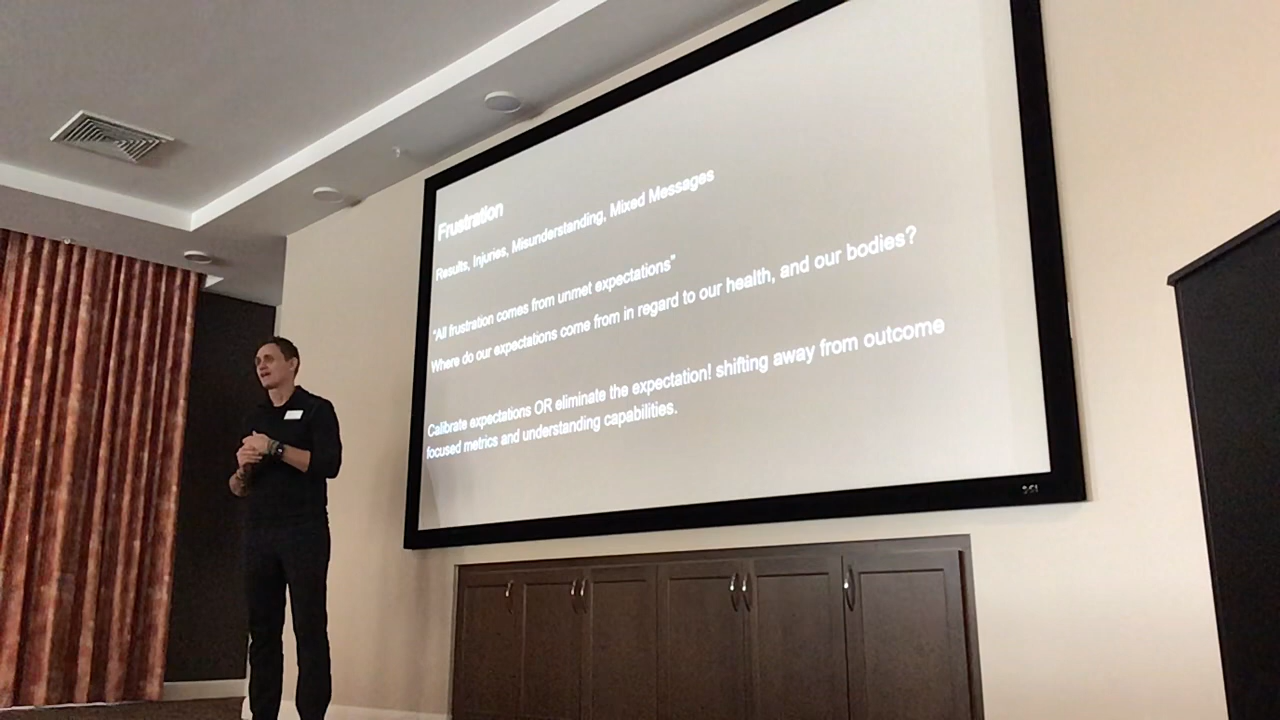 Frustration
Results, Injuries, Misunderstanding, Mixed Messages
"All frustration comes from unmet expectations"
Where do our expectations come from in regard to our health, and our bodies?
Calibrate expectations OR eliminate the expectation! shifting away from outcome
focused metrics and understanding capabilities.